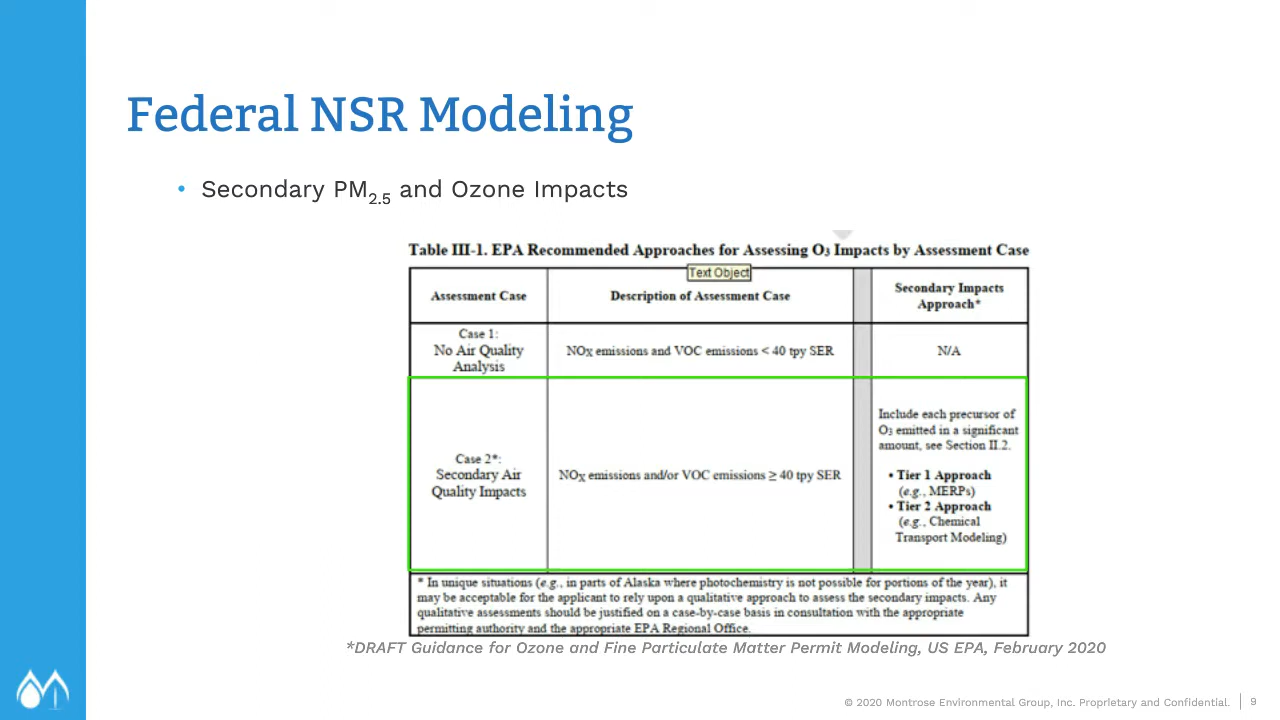 Federal NSR Modeling
• Secondary PM2.5 and Ozone Impacts
Table III-1. EPA Recommended Approaches for Assessing O3 Impacts by Assessment Case
Text Object
Assessment Case
Description of Assessment Case
Secondary Impacts
Approach*
Case 1:
No Air Quality
Analysis
NOX emissions and VOC emissions < 40 tpy SER
N/A
Case 2*:
Secondary Air
Quality Impacts
NOX emissions and/or VOC emissions ≥ 40 tpy SER
Include each precursor of
O3 emitted in a significant
amount, see Section II.2.
• Tier 1 Approach
(e.g., MERPs)
• Tier 2 Approach
(e.g., Chemical
Transport Modeling)
* In unique situations (e.g., in parts of Alaska where photochemistry is not possible for portions of the year), it
may be acceptable for the applicant to rely upon a qualitative approach to assess the secondary impacts. Any
qualitative assessments should be justified on a case-by-case basis in consultation with the appropriate
permitting authority and the appropriate EPA Regional Office.
*DRAFT Guidance for Ozone and Fine Particulate Matter Permit Modeling, US EPA, February 2020
© 2020 Montrose Environmental Group, Inc. Proprietary and Confidential. | 9